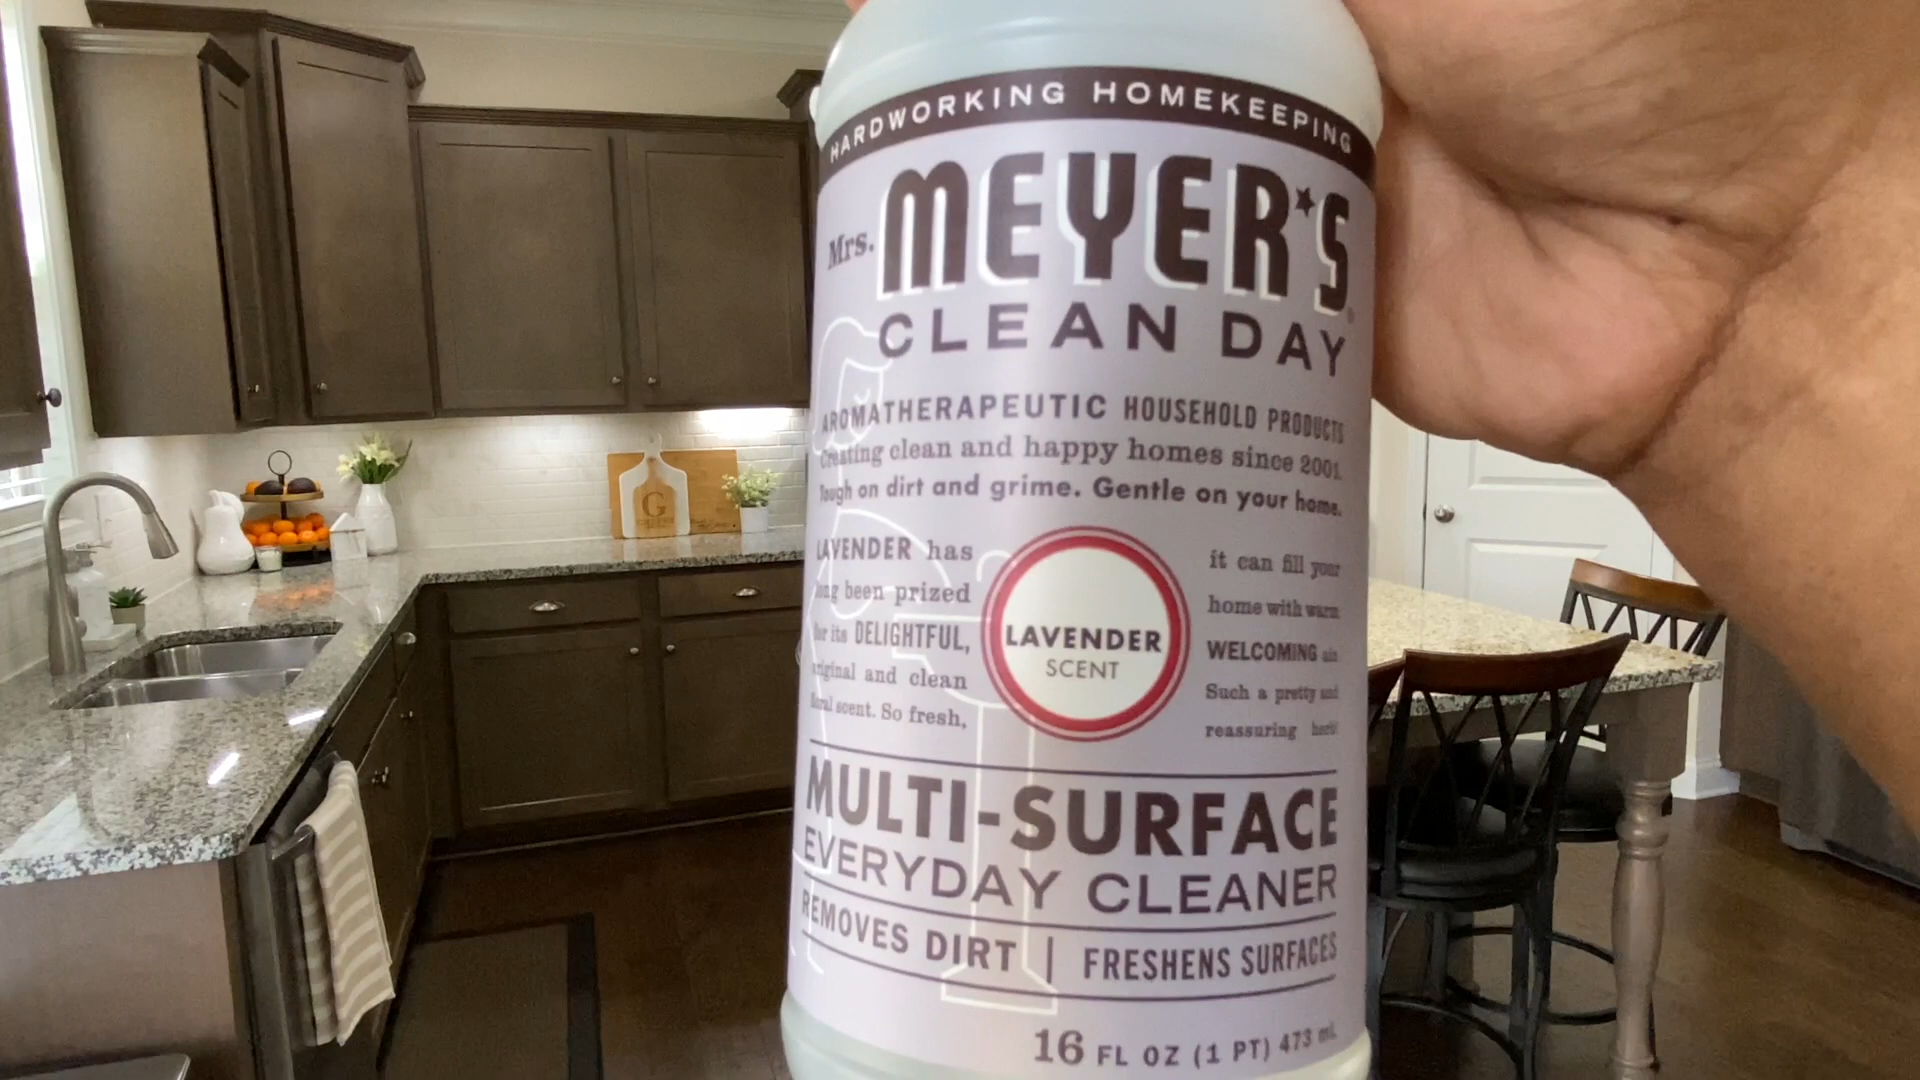 HARDWORKING HOMEKEEPING
Mrs. MEYER'S
CLEAN DAY
AROMATHERAPEUTIC HOUSEHOLD PRODUCTS
Creating clean and happy homes since 2001.
Tough on dirt and grime. Gentle on your home.
LAVENDER has
long been prized
for its DELIGHTFUL,
original and clean
floral scent. So fresh,
LAVENDER
SCENT
it can fill your
home with warm
WELCOMING air.
Such a pretty and
reassuring herb!
MULTI-SURFACE
EVERYDAY CLEANER
REMOVES DIRT | FRESHENS SURFACES
16 FL OZ (1 PT) 473 mL
G